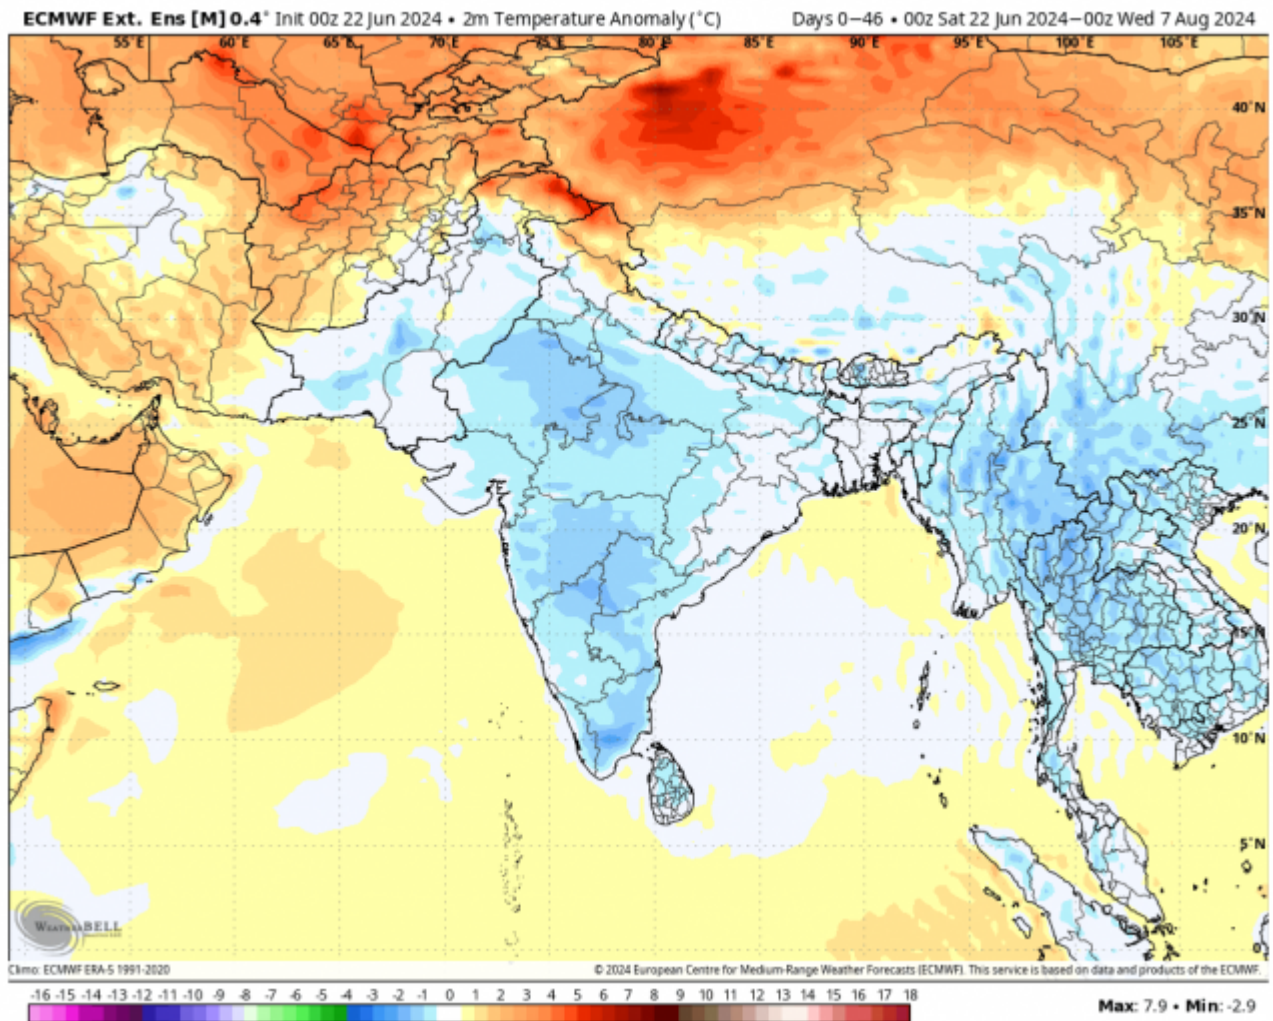 ECMWF Ext. Ens [M] 0.4° Init 00z 22 Jun 2024 • 2m Temperature Anomaly (°C) Days 0−46 • 00z Sat 22 Jun 2024−00z Wed 7 Aug 2024
55°E 60°E 65°E 70°E 75°E 80°E 85°E 90°E 95°E 100°E 105°E
40°N
35°N
30°N
25°N
20°N
15°N
10°N
5°N
WEATHERBELL
0
Climo: ECMWF ERA-5 1991-2020 © 2024 European Centre for Medium-Range Weather Forecasts (ECMWF). This service is based on data and products of the ECMWF.
-16 -15 -14 -13 -12 -11 -10 -9 -8 -7 -6 -5 -4 -3 -2 -1 0 1 2 3 4 5 6 7 8 9 10 11 12 13 14 15 16 17 18
Max: 7.9 • Min: -2.9